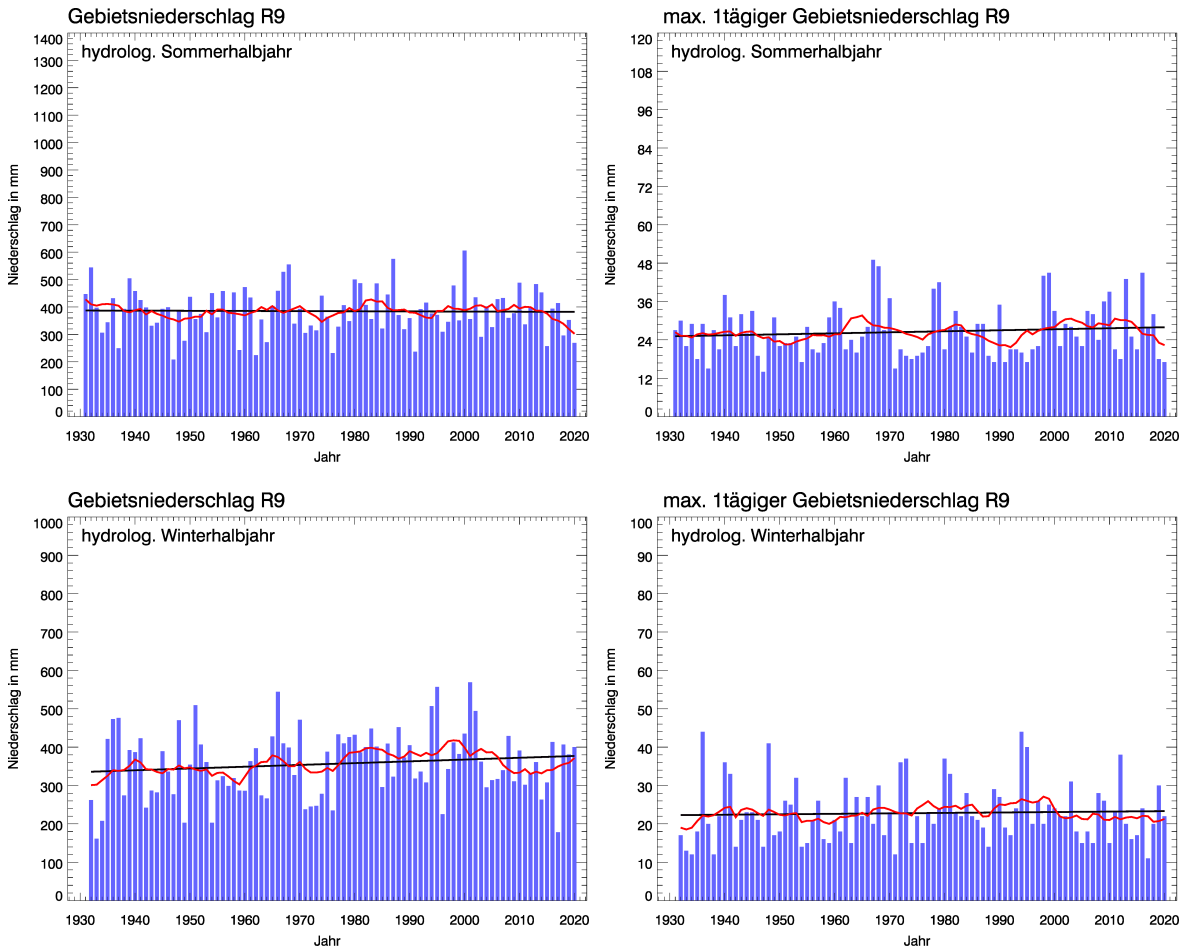 Gebietsniederschlag R9
hydrolog. Sommerhalbjahr
Niederschlag in mm
1400
1300
1200
1100
1000
900
800
700
600
500
400
300
200
100
0
1930 1940 1950 1960 1970 1980 1990 2000 2010 2020
Jahr
max. 1tägiger Gebietsniederschlag R9
hydrolog. Sommerhalbjahr
Niederschlag in mm
120
108
96
84
72
60
48
36
24
12
0
1930 1940 1950 1960 1970 1980 1990 2000 2010 2020
Jahr
Gebietsniederschlag R9
hydrolog. Winterhalbjahr
Niederschlag in mm
1000
900
800
700
600
500
400
300
200
100
0
1930 1940 1950 1960 1970 1980 1990 2000 2010 2020
Jahr
max. 1tägiger Gebietsniederschlag R9
hydrolog. Winterhalbjahr
Niederschlag in mm
100
90
80
70
60
50
40
30
20
10
0
1930 1940 1950 1960 1970 1980 1990 2000 2010 2020
Jahr